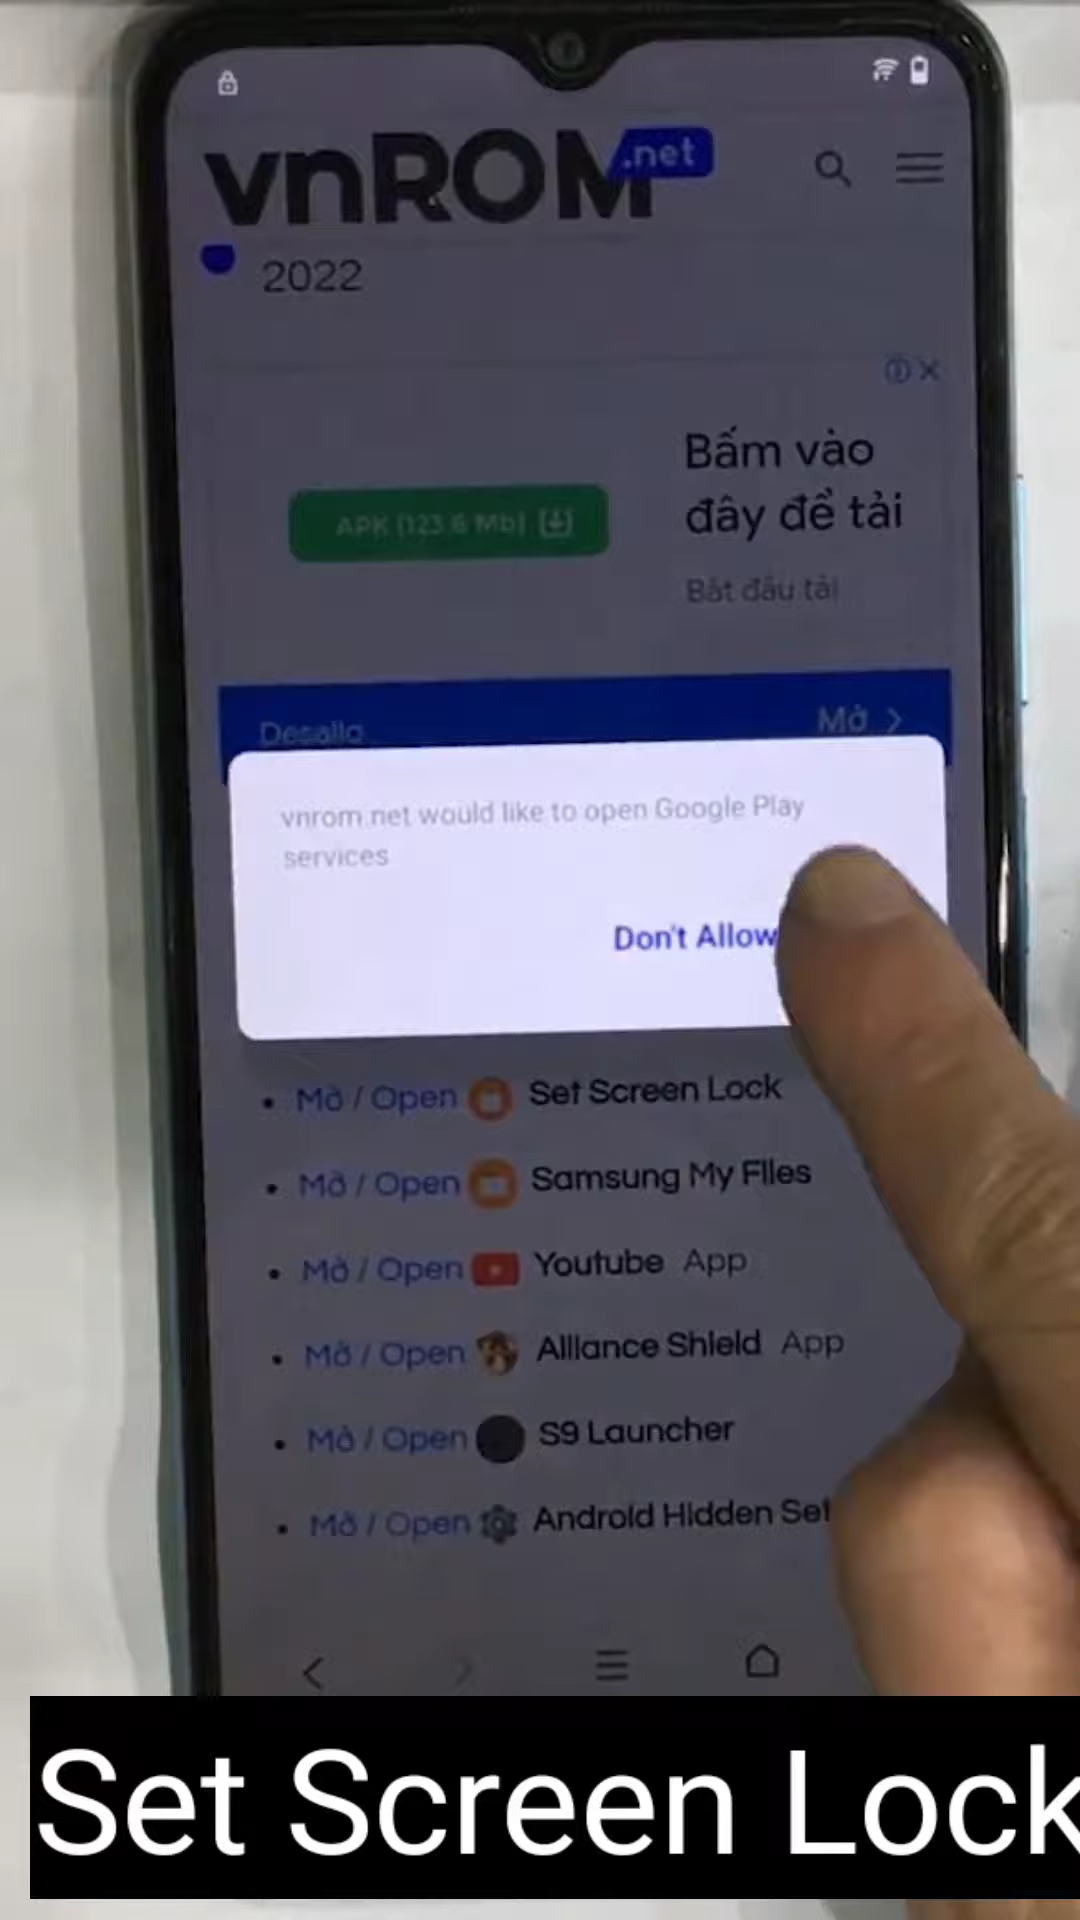 vnROM.net
2022
Bấm vào
đây để tải
APK (123.6 Mb)
Bắt đầu tải
Desallo
Mở
vnrom.net would like to open Google Play
services
Don't Allow
Mở / Open Set Screen Lock
Mở / Open Samsung My Files
Mở / Open Youtube App
Mở / Open Alliance Shield App
Mở / Open S9 Launcher
Mở / Open Android Hidden Set
Set Screen Lock